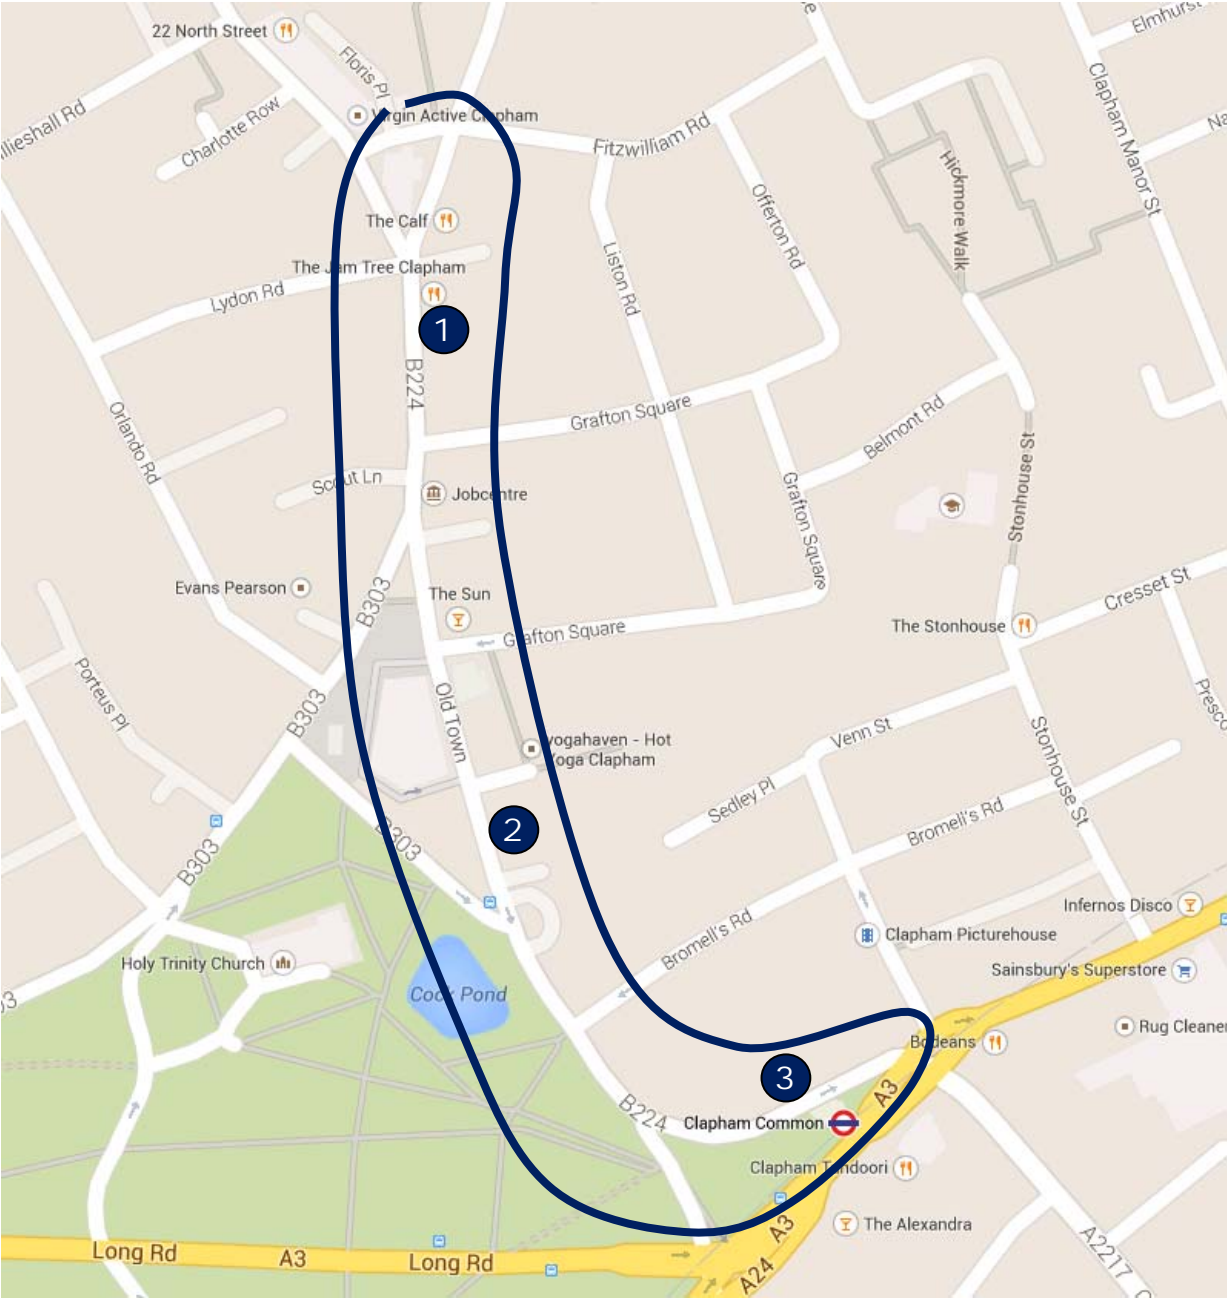 22 North Street
Floris Pl
Elmhurst
Clapham Manor St
Charlotte Row
Virgin Active Clapham
Fitzwilliam Rd
Hickmore Walk
Offerton Rd
The Calf
The Jam Tree Clapham
Lydon Rd
Liston Rd
1
B224
Orlando Rd
Grafton Square
Belmont Rd
Scout Ln
Jobcentre
Grafton Square
Stonhouse St
Evans Pearson
B303
The Sun
Cresset St
Grafton Square
The Stonhouse
Porteus Pl
B303
Old Town
Venn St
Stonhouse St
yogahaven - Hot
Yoga Clapham
Sedley Pl
Bromell's Rd
2
B303
B303
Infernos Disco
Bromell's Rd
Clapham Picturehouse
Holy Trinity Church
Sainsbury's Superstore
Cock Pond
Rug Cleaner
Bodeans
3
A3
B224
Clapham Common
Clapham Tandoori
The Alexandra
A3
Long Rd
A3
Long Rd
A24
A2217